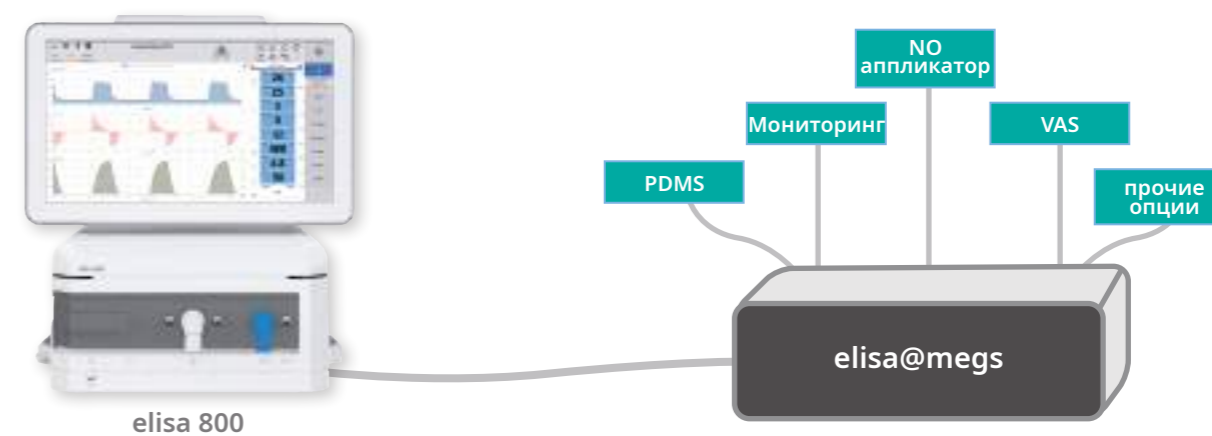 NO
аппликатор
Мониторинг
VAS
PDMS
прочие
опции
elisa@megs
elisa 800